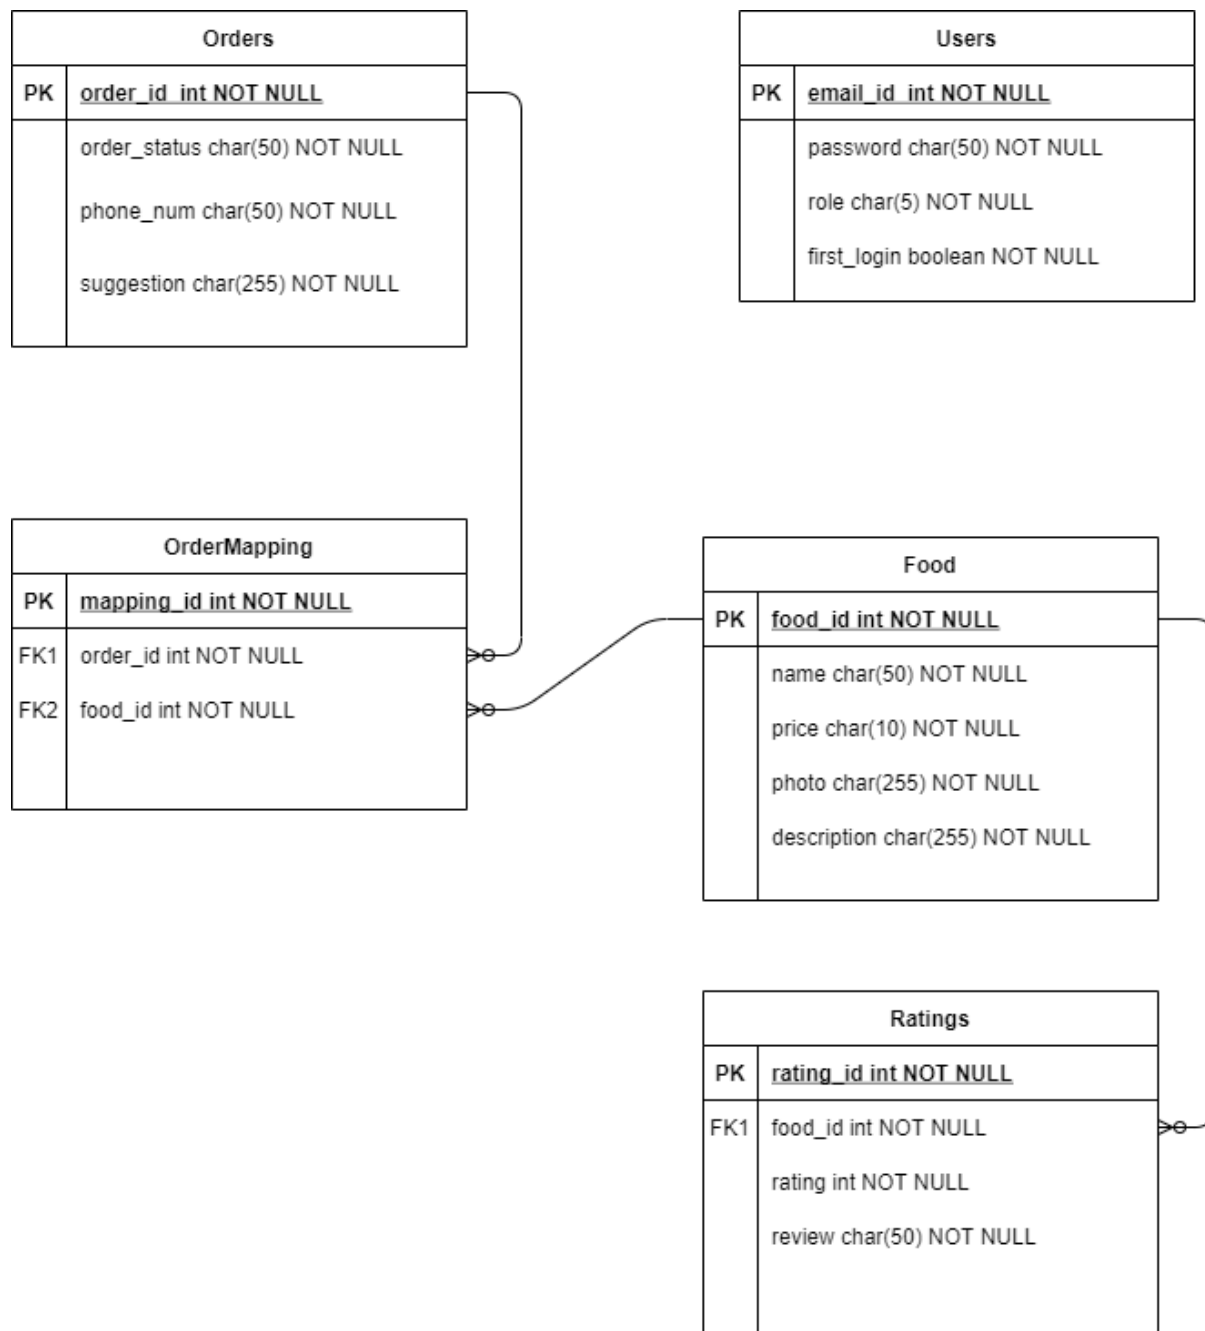 Orders
PK order_id int NOT NULL
order_status char(50) NOT NULL
phone_num char(50) NOT NULL
suggestion char(255) NOT NULL
Users
PK email_id int NOT NULL
password char(50) NOT NULL
role char(5) NOT NULL
first_login boolean NOT NULL
OrderMapping
PK mapping_id int NOT NULL
FK1 order_id int NOT NULL
FK2 food_id int NOT NULL
Food
PK food_id int NOT NULL
name char(50) NOT NULL
price char(10) NOT NULL
photo char(255) NOT NULL
description char(255) NOT NULL
Ratings
PK rating_id int NOT NULL
FK1 food_id int NOT NULL
rating int NOT NULL
review char(50) NOT NULL